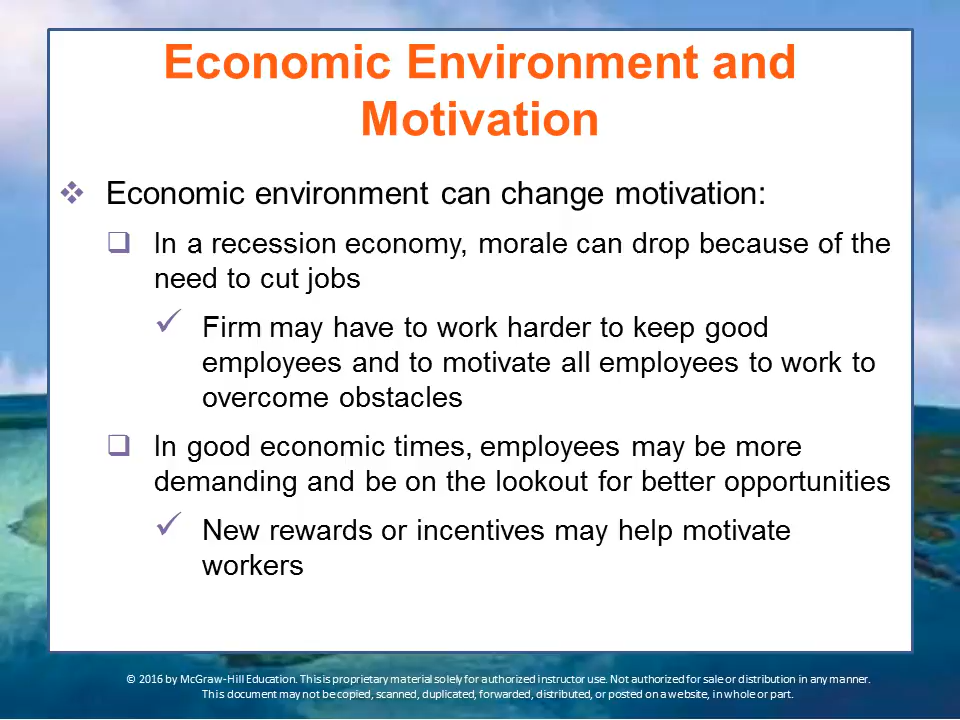 Economic Environment and
Motivation
Economic environment can change motivation:
In a recession economy, morale can drop because of the
need to cut jobs
Firm may have to work harder to keep good
employees and to motivate all employees to work to
overcome obstacles
In good economic times, employees may be more
demanding and be on the lookout for better opportunities
New rewards or incentives may help motivate
workers
© 2016 by McGraw-Hill Education. This is proprietary material solely for authorized instructor use. Not authorized for sale or distribution in any manner.
This document may not be copied, scanned, duplicated, forwarded, distributed, or posted on a website, in whole or part.